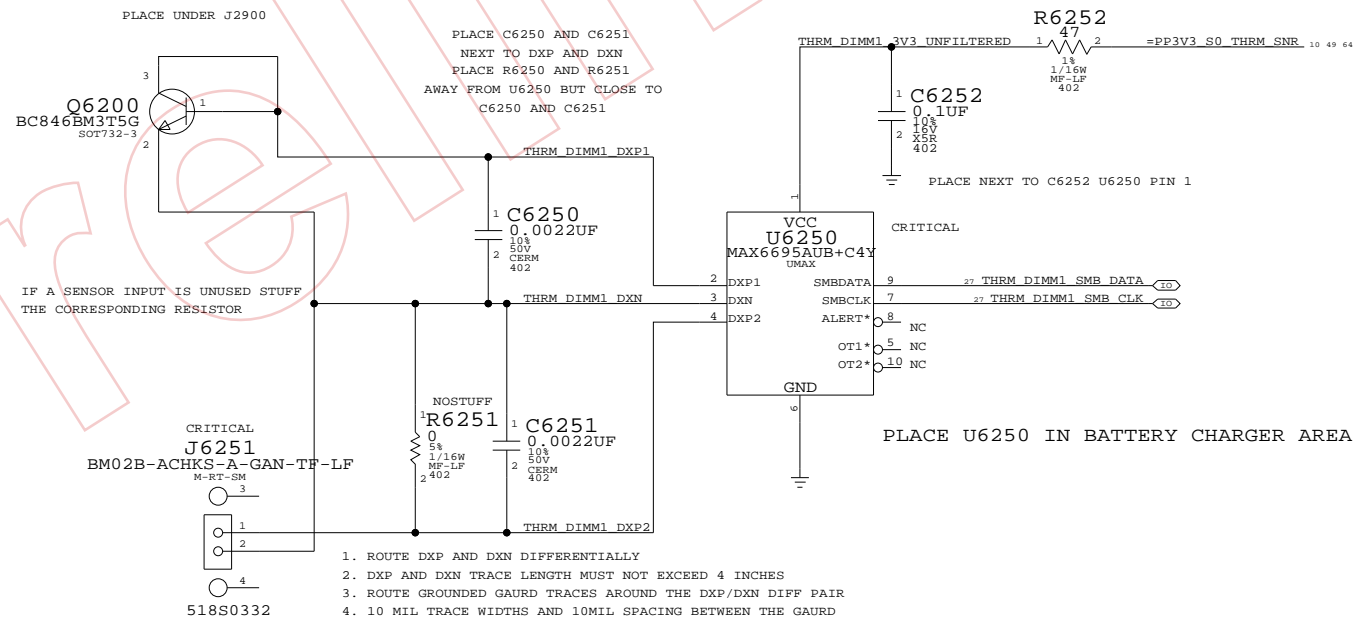 PLACE UNDER J2900
PLACE C6250 AND C6251
NEXT TO DXP AND DXN
PLACE R6250 AND R6251
AWAY FROM U6250 BUT CLOSE TO
C6250 AND C6251
R6252
47
1%
1/16W
MF-LF
402
1
2
THRM_DIMM1_3V3_UNFILTERED
=PP3V3_S0_THRM_SNR
10 49 64
3
Q6200
BC846BM3T5G
SOT732-3
1
2
1
C6252
0.1UF
10%
16V
X5R
402
2
PLACE NEXT TO C6252 U6250 PIN 1
THRM_DIMM1_DXP1
1
C6250
0.0022UF
10%
50V
CERM
402
2
1
VCC
U6250
MAX6695AUB+C4Y
UMAX
CRITICAL
2 DXP1
3 DXN
4 DXP2
SMBDATA 9
SMBCLK 7
ALERT* 8 NC
OT1* 5 NC
OT2* 10 NC
GND
6
27 THRM_DIMM1_SMB_DATA IO
27 THRM_DIMM1_SMB_CLK IO
IF A SENSOR INPUT IS UNUSED STUFF
THE CORRESPONDING RESISTOR
THRM_DIMM1_DXN
NOSTUFF
1
R6251
0
5%
1/16W
MF-LF
402
2
1
C6251
0.0022UF
10%
50V
CERM
402
2
PLACE U6250 IN BATTERY CHARGER AREA
CRITICAL
J6251
BM02B-ACHKS-A-GAN-TF-LF
M-RT-SM
3
1
2
4
518S0332
THRM_DIMM1_DXP2
1. ROUTE DXP AND DXN DIFFERENTIALLY
2. DXP AND DXN TRACE LENGTH MUST NOT EXCEED 4 INCHES
3. ROUTE GROUNDED GAURD TRACES AROUND THE DXP/DXN DIFF PAIR
4. 10 MIL TRACE WIDTHS AND 10MIL SPACING BETWEEN THE GAURD